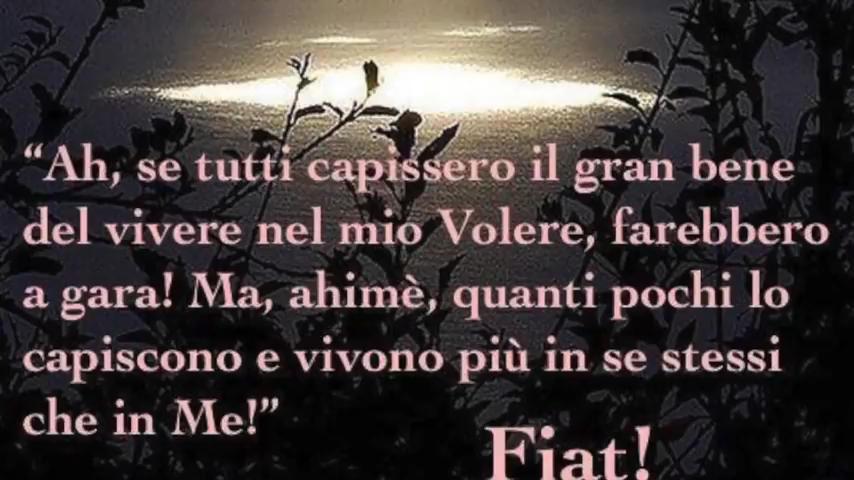 “Ah, se tutti capissero il gran bene
del vivere nel mio Volere, farebbero
a gara! Ma, ahimè, quanti pochi lo
capiscono e vivono più in se stessi
che in Me!”
Fiat!